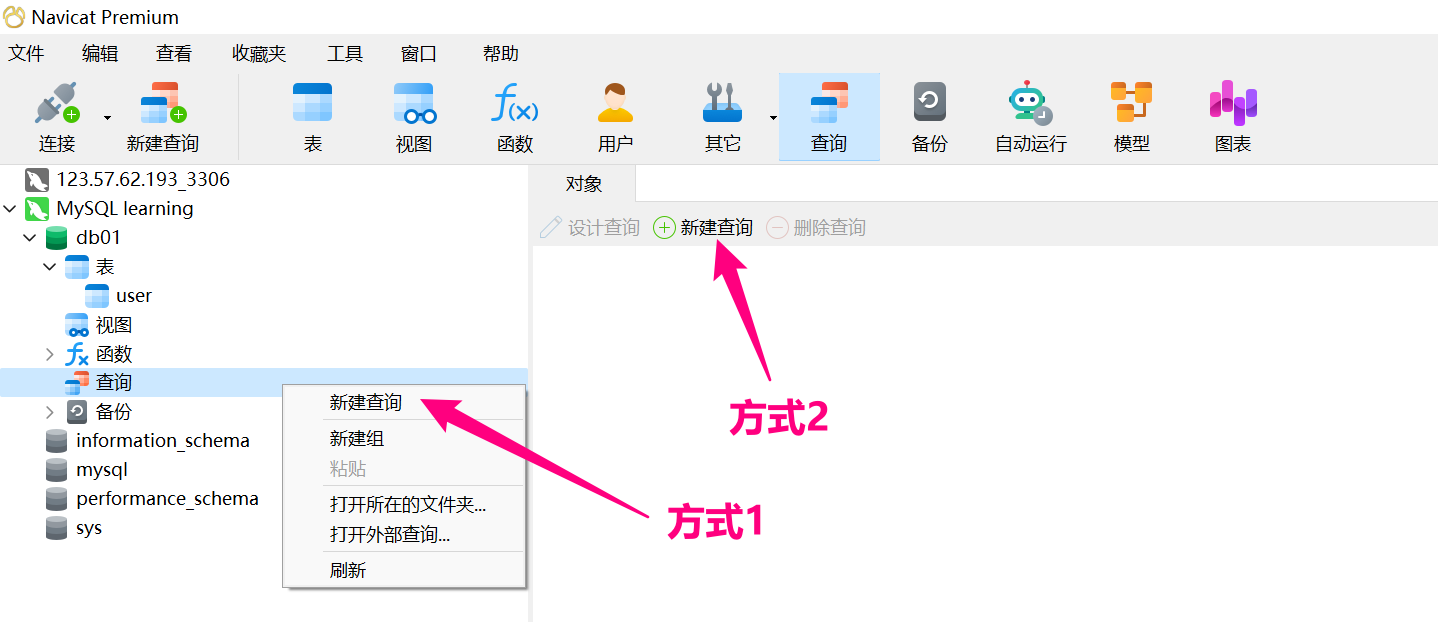 Navicat Premium
文件 编辑 查看 收藏夹 工具 窗口 帮助
连接 新建查询 表 视图 函数 用户 其它 查询 备份 自动运行 模型 图表
123.57.62.193_3306
MySQL learning
db01
表
user
视图
函数
查询
备份
information_schema
mysql
performance_schema
sys
对象
设计查询 新建查询 删除查询
新建查询
新建组
粘贴
打开所在的文件夹...
打开外部查询...
刷新
方式2
方式1